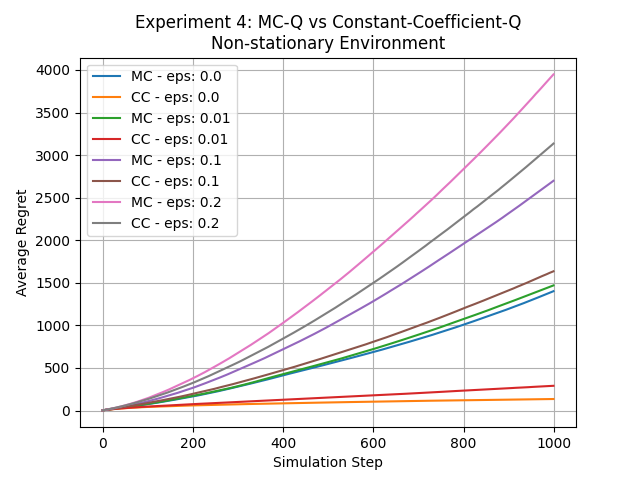 Experiment 4: MC-Q vs Constant-Coefficient-Q
Non-stationary Environment
MC - eps: 0.0
CC - eps: 0.0
MC - eps: 0.01
CC - eps: 0.01
MC - eps: 0.1
CC - eps: 0.1
MC - eps: 0.2
CC - eps: 0.2
Average Regret
4000
3500
3000
2500
2000
1500
1000
500
0
0 200 400 600 800 1000
Simulation Step